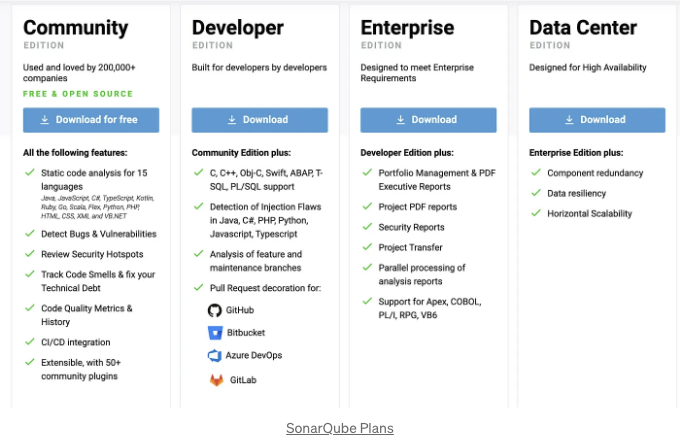 Community
EDITION
Used and loved by 200,000+
companies
FREE & OPEN SOURCE
Download for free
All the following features:
Static code analysis for 15
languages
Java, JavaScript, C#, TypeScript, Kotlin,
Ruby, Go, Scala, Flex, Python, PHP,
HTML, CSS, XML and VB.NET
Detect Bugs & Vulnerabilities
Review Security Hotspots
Track Code Smells & fix your
Technical Debt
Code Quality Metrics &
History
CI/CD integration
Extensible, with 50+
community plugins
Developer
EDITION
Built for developers by developers
Download
Community Edition plus:
C, C++, Obj-C, Swift, ABAP, T-
SQL, PL/SQL support
Detection of Injection Flaws
in Java, C#, PHP, Python,
Javascript, Typescript
Analysis of feature and
maintenance branches
Pull Request decoration for:
GitHub
Bitbucket
Azure DevOps
GitLab
Enterprise
EDITION
Designed to meet Enterprise
Requirements
Download
Developer Edition plus:
Portfolio Management & PDF
Executive Reports
Project PDF reports
Security Reports
Project Transfer
Parallel processing of
analysis reports
Support for Apex, COBOL,
PL/I, RPG, VB6
Data Center
EDITION
Designed for High Availability
Download
Enterprise Edition plus:
Component redundancy
Data resiliency
Horizontal Scalability
SonarQube Plans